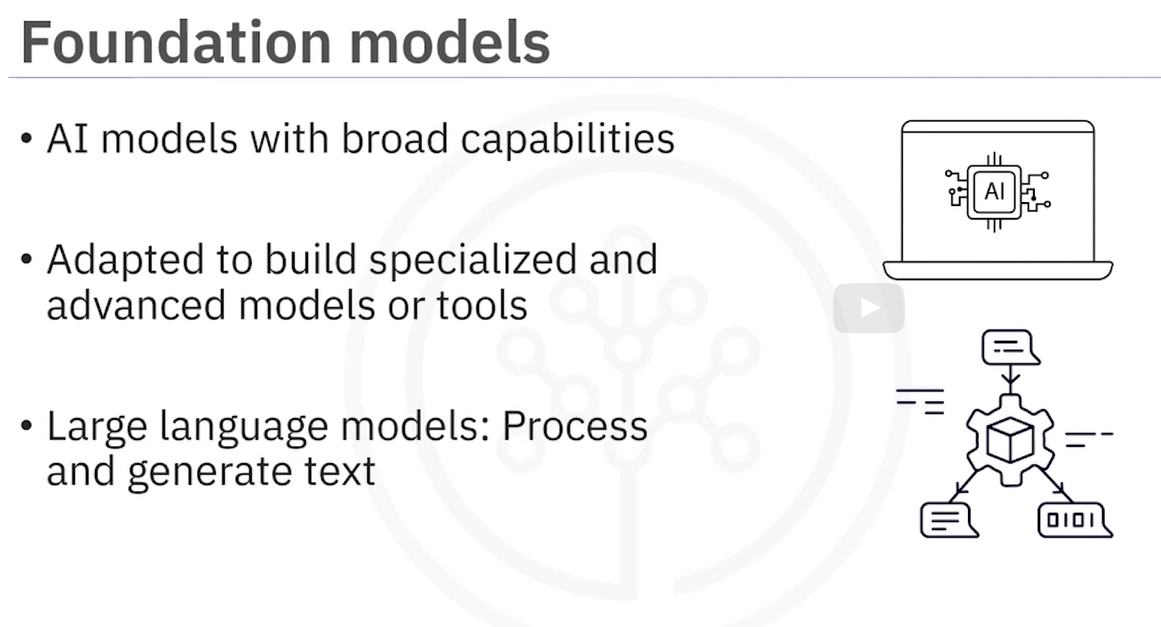 Foundation models
• AI models with broad capabilities
• Adapted to build specialized and
advanced models or tools
• Large language models: Process
and generate text
AI
0101